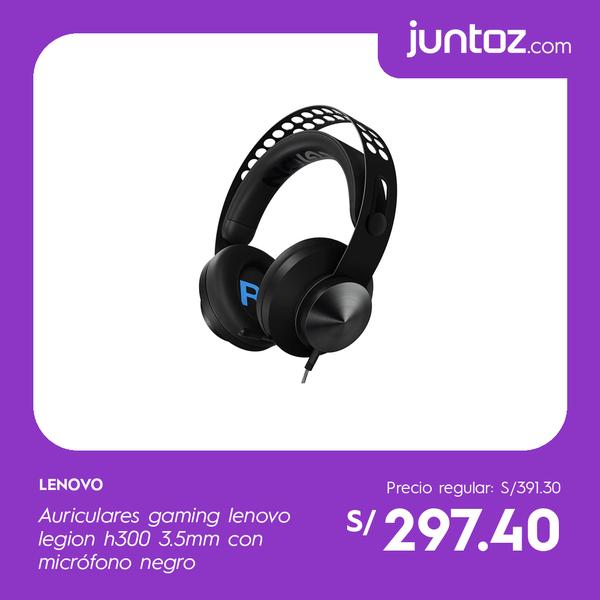 juntoz.com
R
LENOVO
Auriculares gaming lenovo
legion h300 3.5mm con
micrófono negro
Precio regular: S/391.30
S/297.40